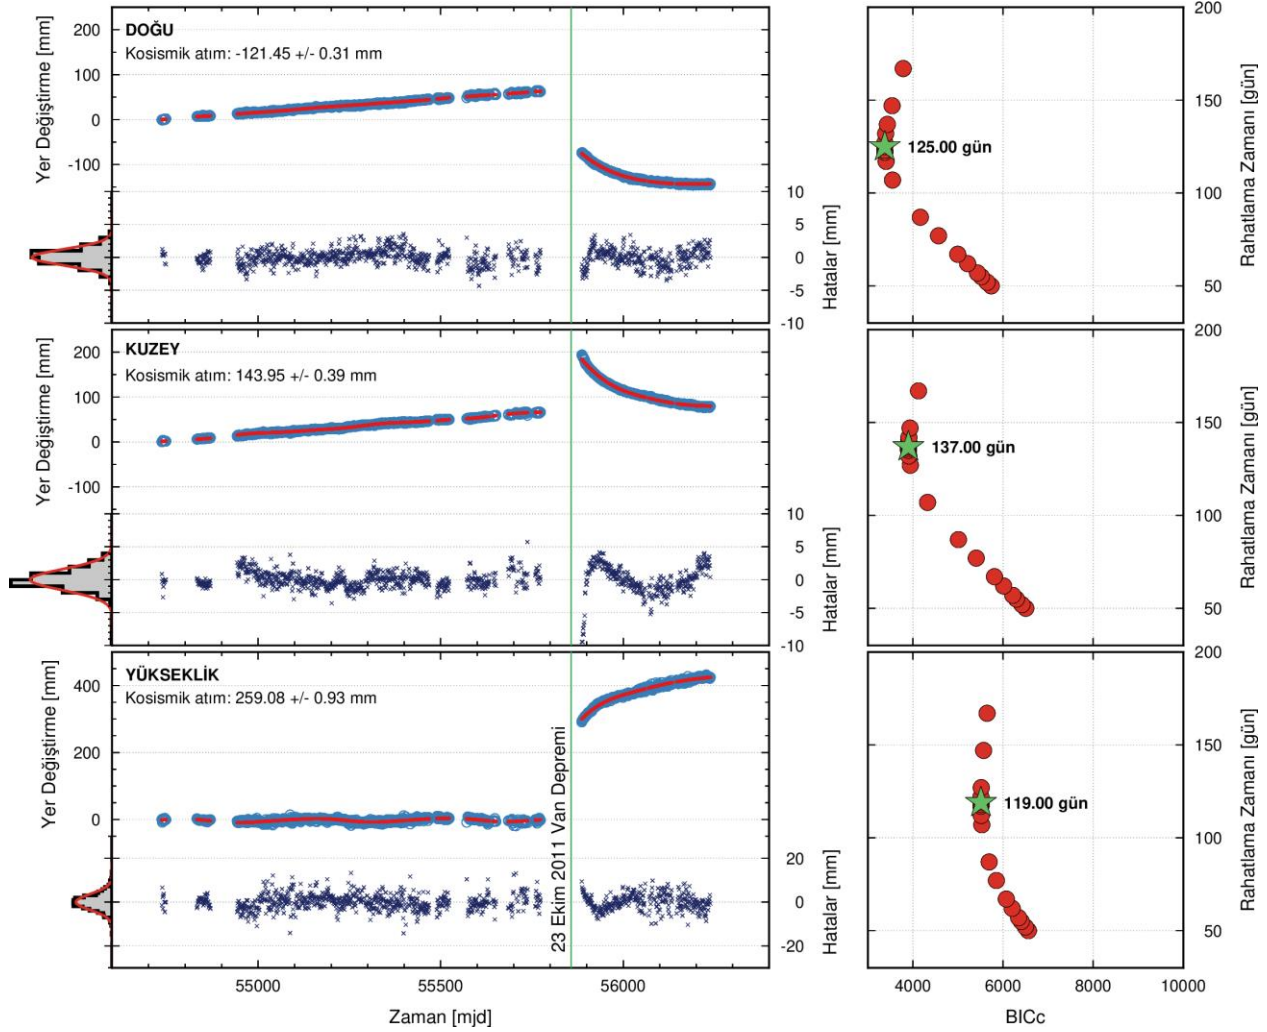 DOĞU
Kosismik atım: -121.45 +/- 0.31 mm
Yer Değiştirme [mm]
200
100
0
-100
10
5
0
-5
-10
Hatalar [mm]
125.00 gün
200
150
100
50
Rahatlama Zamanı [gün]
KUZEY
Kosismik atım: 143.95 +/- 0.39 mm
Yer Değiştirme [mm]
200
100
0
-100
10
5
0
-5
-10
Hatalar [mm]
137.00 gün
200
150
100
50
Rahatlama Zamanı [gün]
YÜKSEKLİK
Kosismik atım: 259.08 +/- 0.93 mm
Yer Değiştirme [mm]
400
200
0
20
0
-20
Hatalar [mm]
23 Ekim 2011 Van Depremi
119.00 gün
200
150
100
50
Rahatlama Zamanı [gün]
55000
55500
56000
Zaman [mjd]
4000
6000
8000
10000
BICc